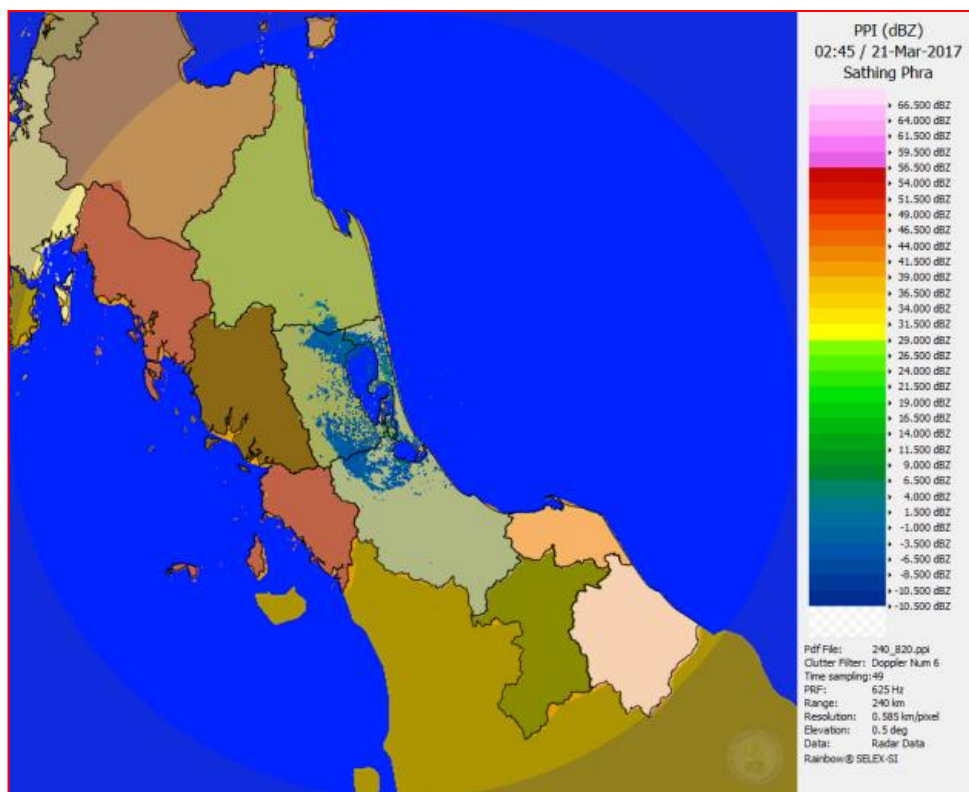 PPI (dBZ)
02:45 / 21-Mar-2017
Sathing Phra
66.500 dBZ
64.000 dBZ
61.500 dBZ
59.500 dBZ
56.500 dBZ
54.000 dBZ
51.500 dBZ
49.000 dBZ
46.500 dBZ
44.000 dBZ
41.500 dBZ
39.000 dBZ
36.500 dBZ
34.000 dBZ
31.500 dBZ
29.000 dBZ
26.500 dBZ
24.000 dBZ
21.500 dBZ
19.000 dBZ
16.500 dBZ
14.000 dBZ
11.500 dBZ
9.000 dBZ
6.500 dBZ
4.000 dBZ
1.500 dBZ
-1.000 dBZ
-3.500 dBZ
-6.500 dBZ
-8.500 dBZ
-10.500 dBZ
-10.500 dBZ
Pdf File: 240_820.ppi
Clutter Filter: Doppler Num 6
Time sampling:49
PRF: 625 Hz
Range: 240 km
Resolution: 0.585 km/pixel
Elevation: 0.5 deg
Data: Radar Data
Rainbow® SELEX-SI